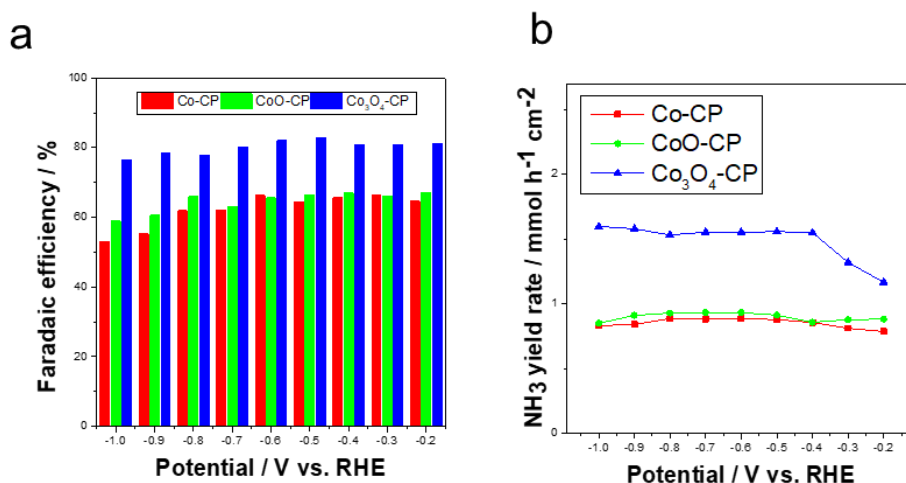 a
Faradaic efficiency / %
100
80
60
40
20
0
Co-CP CoO-CP Co₃O₄-CP
-1.0 -0.9 -0.8 -0.7 -0.6 -0.5 -0.4 -0.3 -0.2
Potential / V vs. RHE
b
NH3 yield rate / mmol h⁻¹ cm⁻²
2
1
0
Co-CP
CoO-CP
Co₃O₄-CP
-1.0 -0.9 -0.8 -0.7 -0.6 -0.5 -0.4 -0.3 -0.2
Potential / V vs. RHE